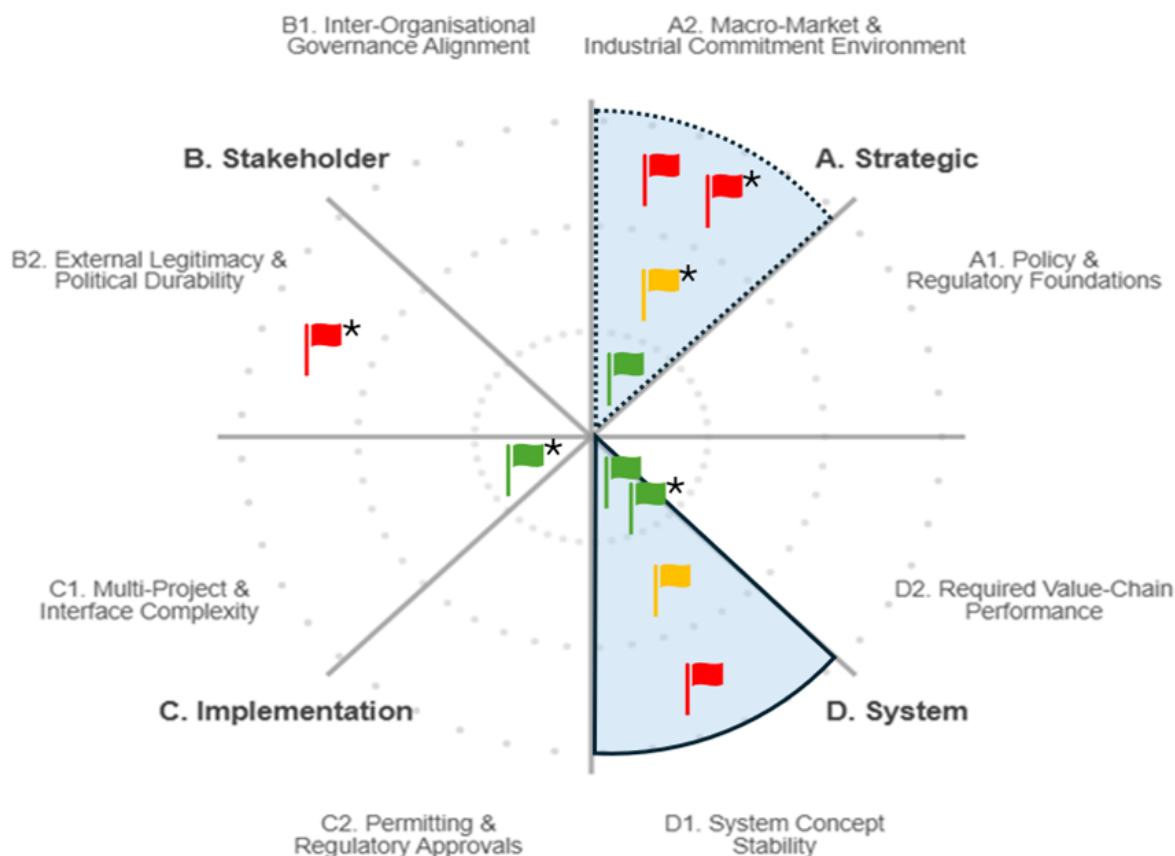 B1. Inter-Organisational
Governance Alignment
A2. Macro-Market &
Industrial Commitment Environment
B. Stakeholder
A. Strategic
*
B2. External Legitimacy &
Political Durability
A1. Policy &
Regulatory Foundations
*
*
*
*
C1. Multi-Project &
Interface Complexity
D2. Required Value-Chain
Performance
C. Implementation
D. System
C2. Permitting &
Regulatory Approvals
D1. System Concept
Stability